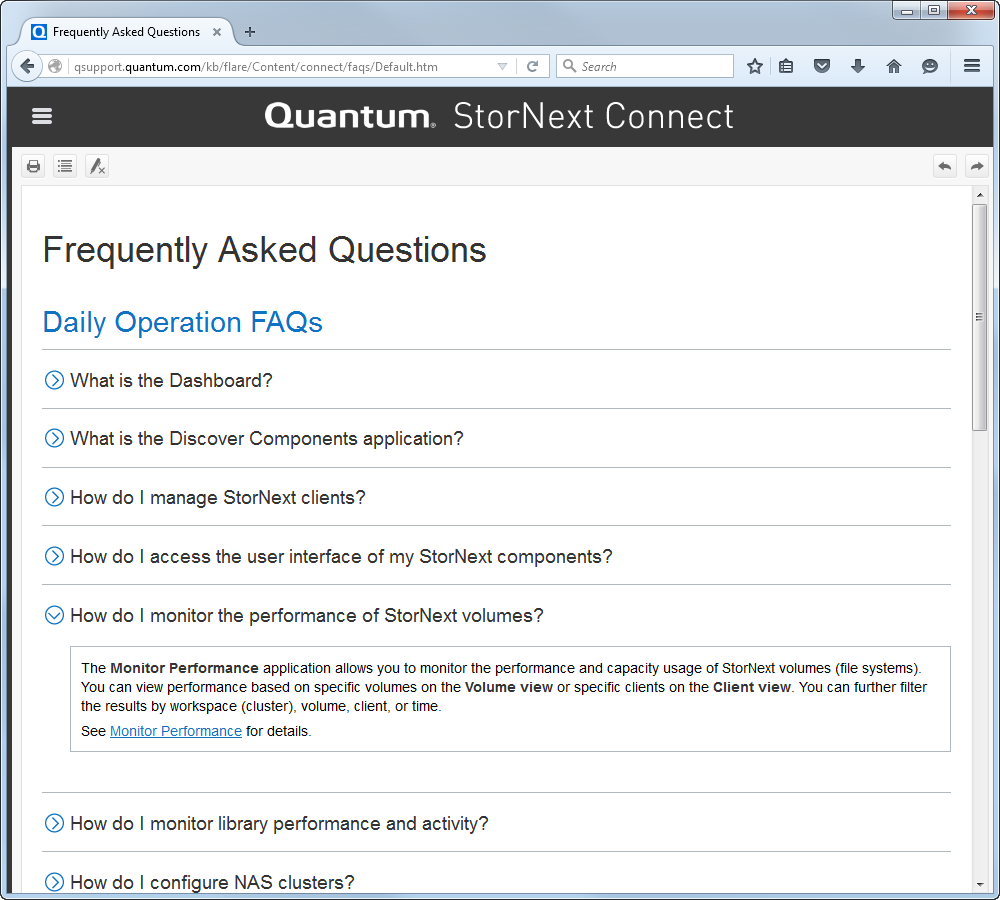 Frequently Asked Questions
qsupport.quantum.com/kb/flare/Content/connect/faqs/Default.htm
Search
Quantum. StorNext Connect
Frequently Asked Questions
Daily Operation FAQs
What is the Dashboard?
What is the Discover Components application?
How do I manage StorNext clients?
How do I access the user interface of my StorNext components?
How do I monitor the performance of StorNext volumes?
The Monitor Performance application allows you to monitor the performance and capacity usage of StorNext volumes (file systems).
You can view performance based on specific volumes on the Volume view or specific clients on the Client view. You can further filter
the results by workspace (cluster), volume, client, or time.
See Monitor Performance for details.
How do I monitor library performance and activity?
How do I configure NAS clusters?